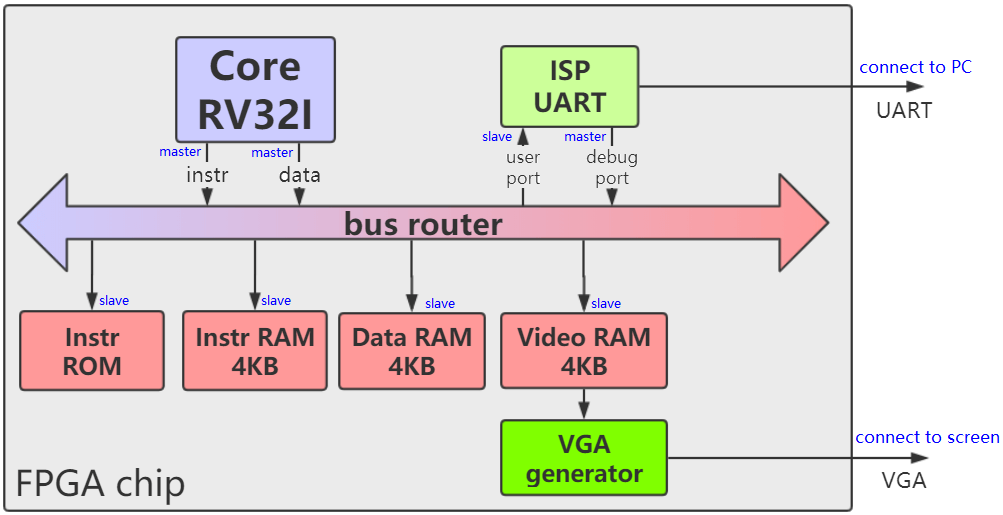 Core
RV32I
ISP
UART
connect to PC
UART
master
master
slave
master
instr
data
user
port
debug
port
bus router
slave
slave
slave
slave
Instr
ROM
Instr RAM
4KB
Data RAM
4KB
Video RAM
4KB
VGA
generator
connect to screen
VGA
FPGA chip